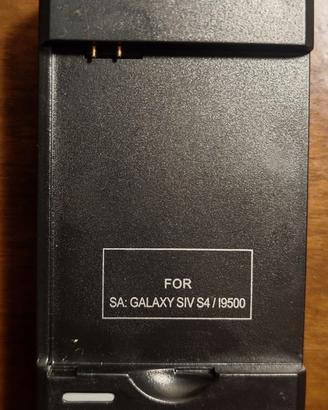 FOR
SA: GALAXY SIV S4 / I9500